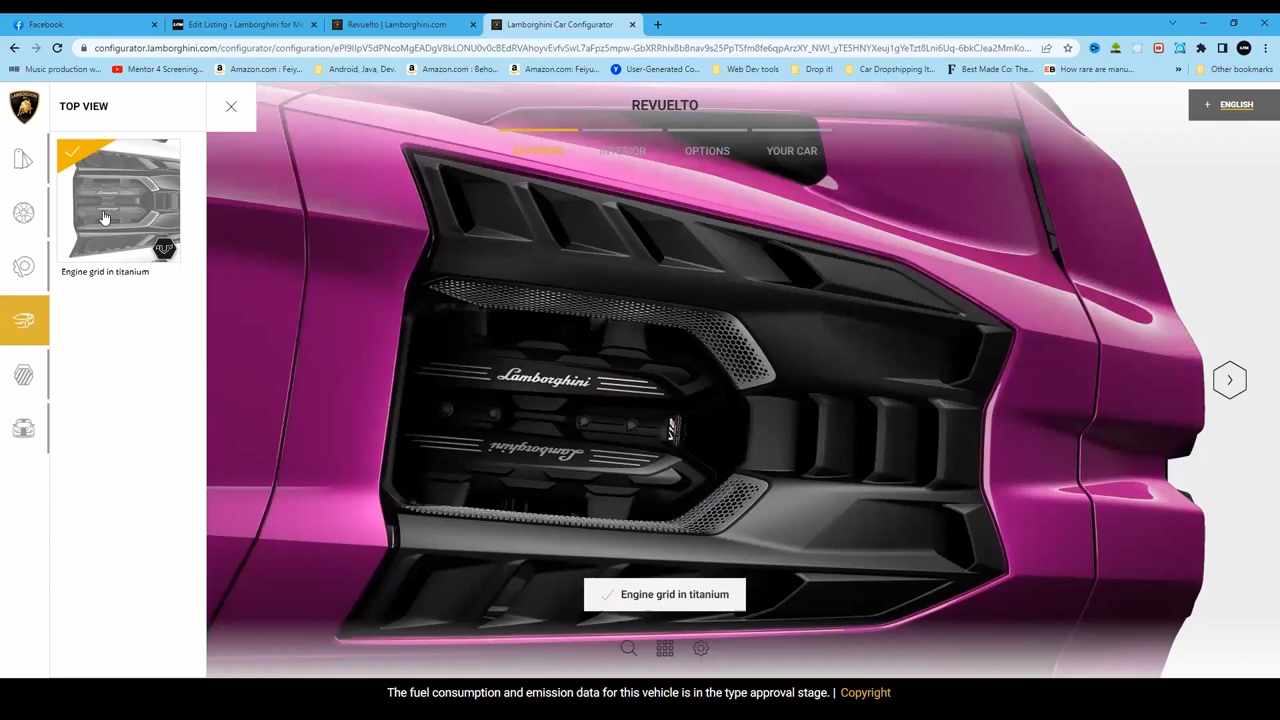 Facebook
Edit Listing ‹ Lamborghini for Me
Revuelto | Lamborghini.com
Lamborghini Car Configurator
configurator.lamborghini.com/configurator/configuration/
Music production w...
Mentor 4 Screening...
Amazon.com : Feiyu...
Android, Java, Dev.
Amazon.com : Beho...
Amazon.com: Feiyu...
User-Generated Co...
Web Dev tools
Drop it!
Car Dropshipping It...
Best Made Co: The...
How rare are manu...
»
Other bookmarks
TOP VIEW
REVUELTO
+ ENGLISH
EXTERIOR
INTERIOR
OPTIONS
YOUR CAR
Engine grid in titanium
Lamborghini
V12
Lamborghini
Engine grid in titanium
The fuel consumption and emission data for this vehicle is in the type approval stage. | Copyright